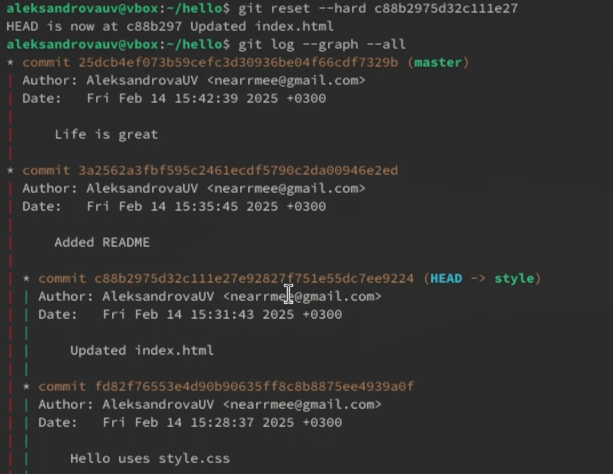 aleksandrovauv@vbox:~/hello$ git reset --hard c88b2975d32c111e27
HEAD is now at c88b297 Updated index.html
aleksandrovauv@vbox:~/hello$ git log --graph --all
* commit 25dcb4ef073b59cefc3d30936be04f66cdf7329b (master)
| Author: AleksandrovaUV <nearrmee@gmail.com>
| Date:   Fri Feb 14 15:42:39 2025 +0300
|
|     Life is great
|
* commit 3a2562a3fbf595c2461ecdf5790c2da00946e2ed
| Author: AleksandrovaUV <nearrmee@gmail.com>
| Date:   Fri Feb 14 15:35:45 2025 +0300
|
|     Added README
|
| * commit c88b2975d32c111e27e92827f751e55dc7ee9224 (HEAD -> style)
| | Author: AleksandrovaUV <nearrmee@gmail.com>
| | Date:   Fri Feb 14 15:31:43 2025 +0300
| |
| |     Updated index.html
| |
| * commit fd82f76553e4d90b90635ff8c8b8875ee4939a0f
| | Author: AleksandrovaUV <nearrmee@gmail.com>
| | Date:   Fri Feb 14 15:28:37 2025 +0300
| |
| |     Hello uses style.css